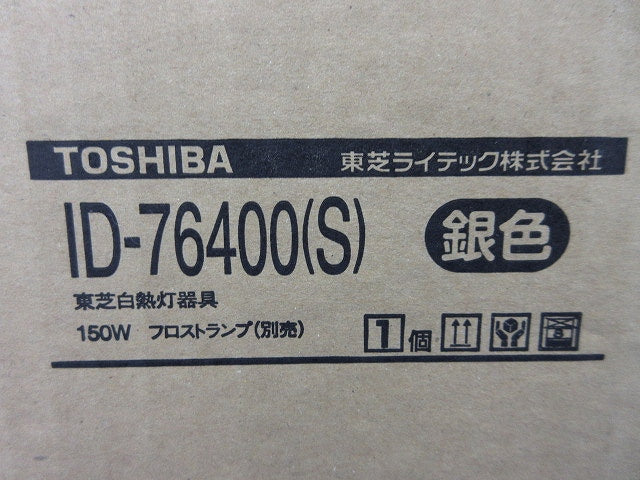 TOSHIBA 東芝ライテック株式会社
ID-76400(S) 銀色
東芝白熱灯器具
150W フロストランプ(別売) 1個